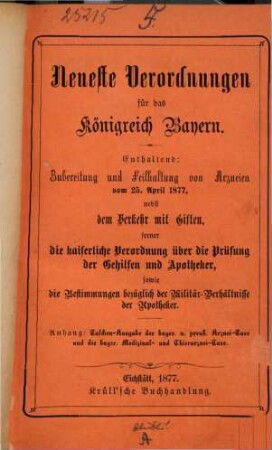 25215
Neueste Verordnungen
für das
Königreich Bayern.
Enthaltend:
Zubereitung und Feilhaltung von Arzneien
vom 25. April 1877,
nebst
dem Verkehr mit Giften,
ferner
die kaiserliche Verordnung über die Prüfung
der Gehilfen und Apotheker,
sowie
die Bestimmungen bezüglich der Militär-Verhältnisse
der Apotheker.
Anhang: Taschen-Ausgabe der bayer. u. preuß. Arznei-Taxe
und die bayer. Medizinal- und Thierarznei-Taxe.
Eichstätt, 1877.
Krüll'sche Buchhandlung.